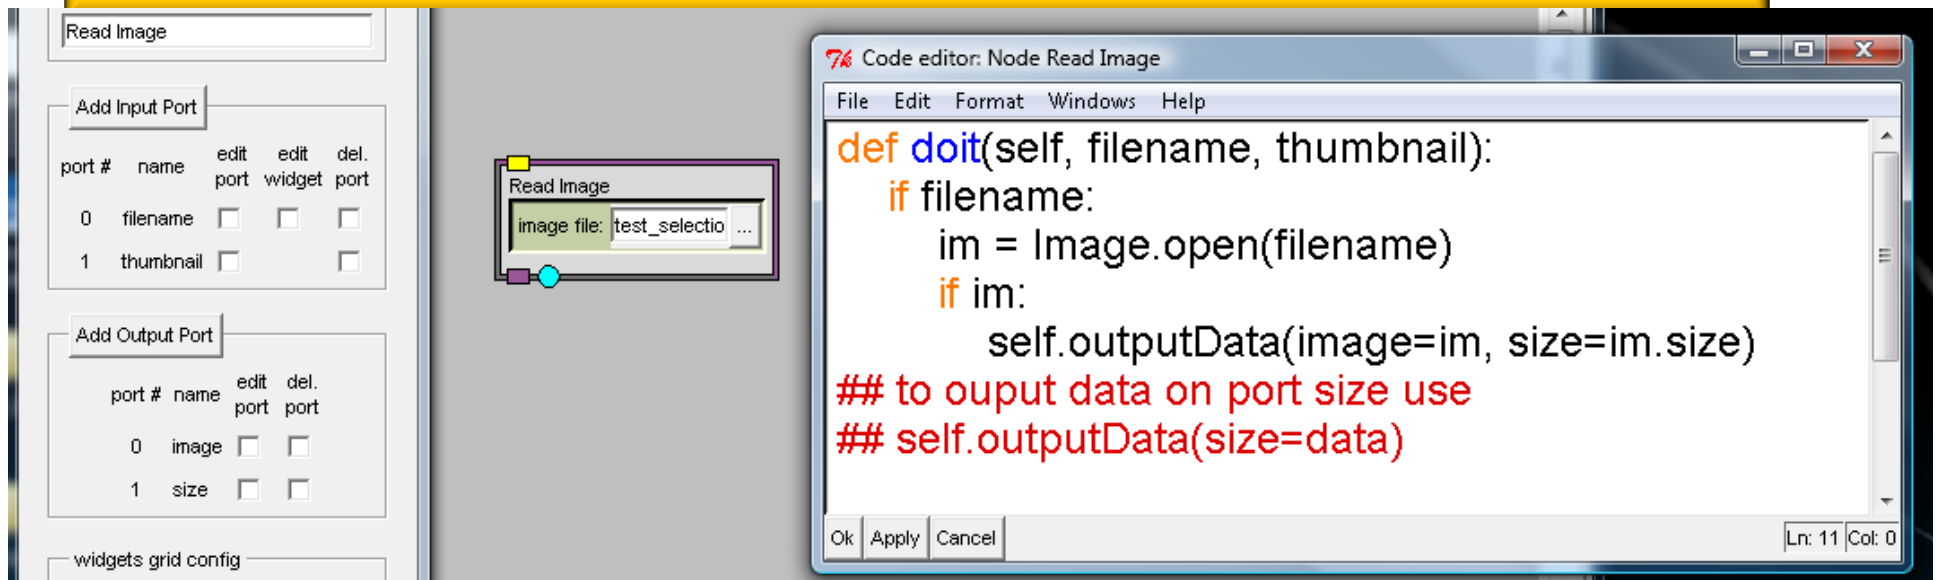 Read Image
Add Input Port
port # name edit port edit widget del. port
0 filename
1 thumbnail
Add Output Port
port # name edit port del. port
0 image
1 size
widgets grid config
Read Image
image file: test_selectio ...
Code editor: Node Read Image
File Edit Format Windows Help
def doit(self, filename, thumbnail):
if filename:
im = Image.open(filename)
if im:
self.outputData(image=im, size=im.size)
## to ouput data on port size use
## self.outputData(size=data)
Ok Apply Cancel
Ln: 11 Col: 0